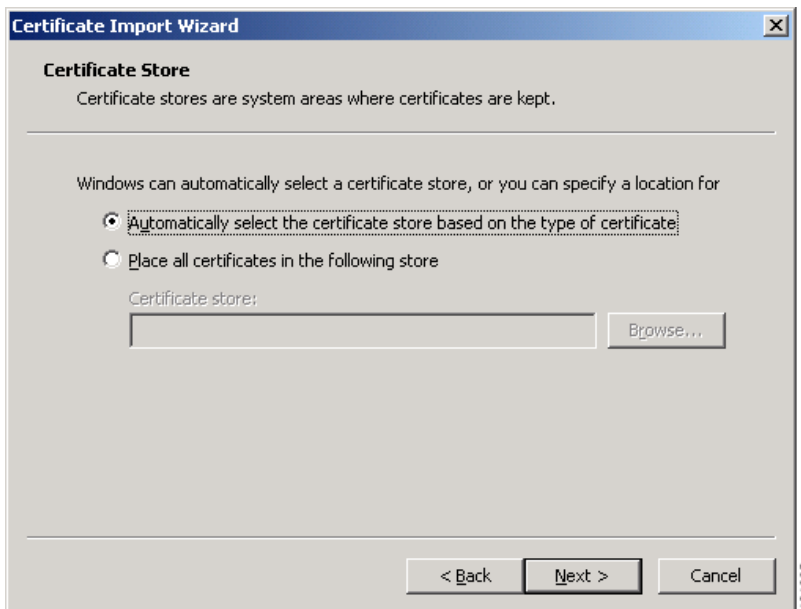 Certificate Import Wizard
Certificate Store
Certificate stores are system areas where certificates are kept.
Windows can automatically select a certificate store, or you can specify a location for
Automatically select the certificate store based on the type of certificate
Place all certificates in the following store
Certificate store:
Browse...
< Back
Next >
Cancel